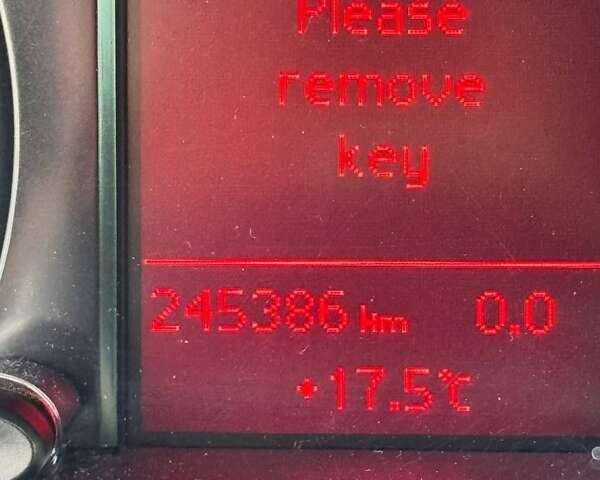 Please
remove
key
245386 km 0,0
+17.5°C